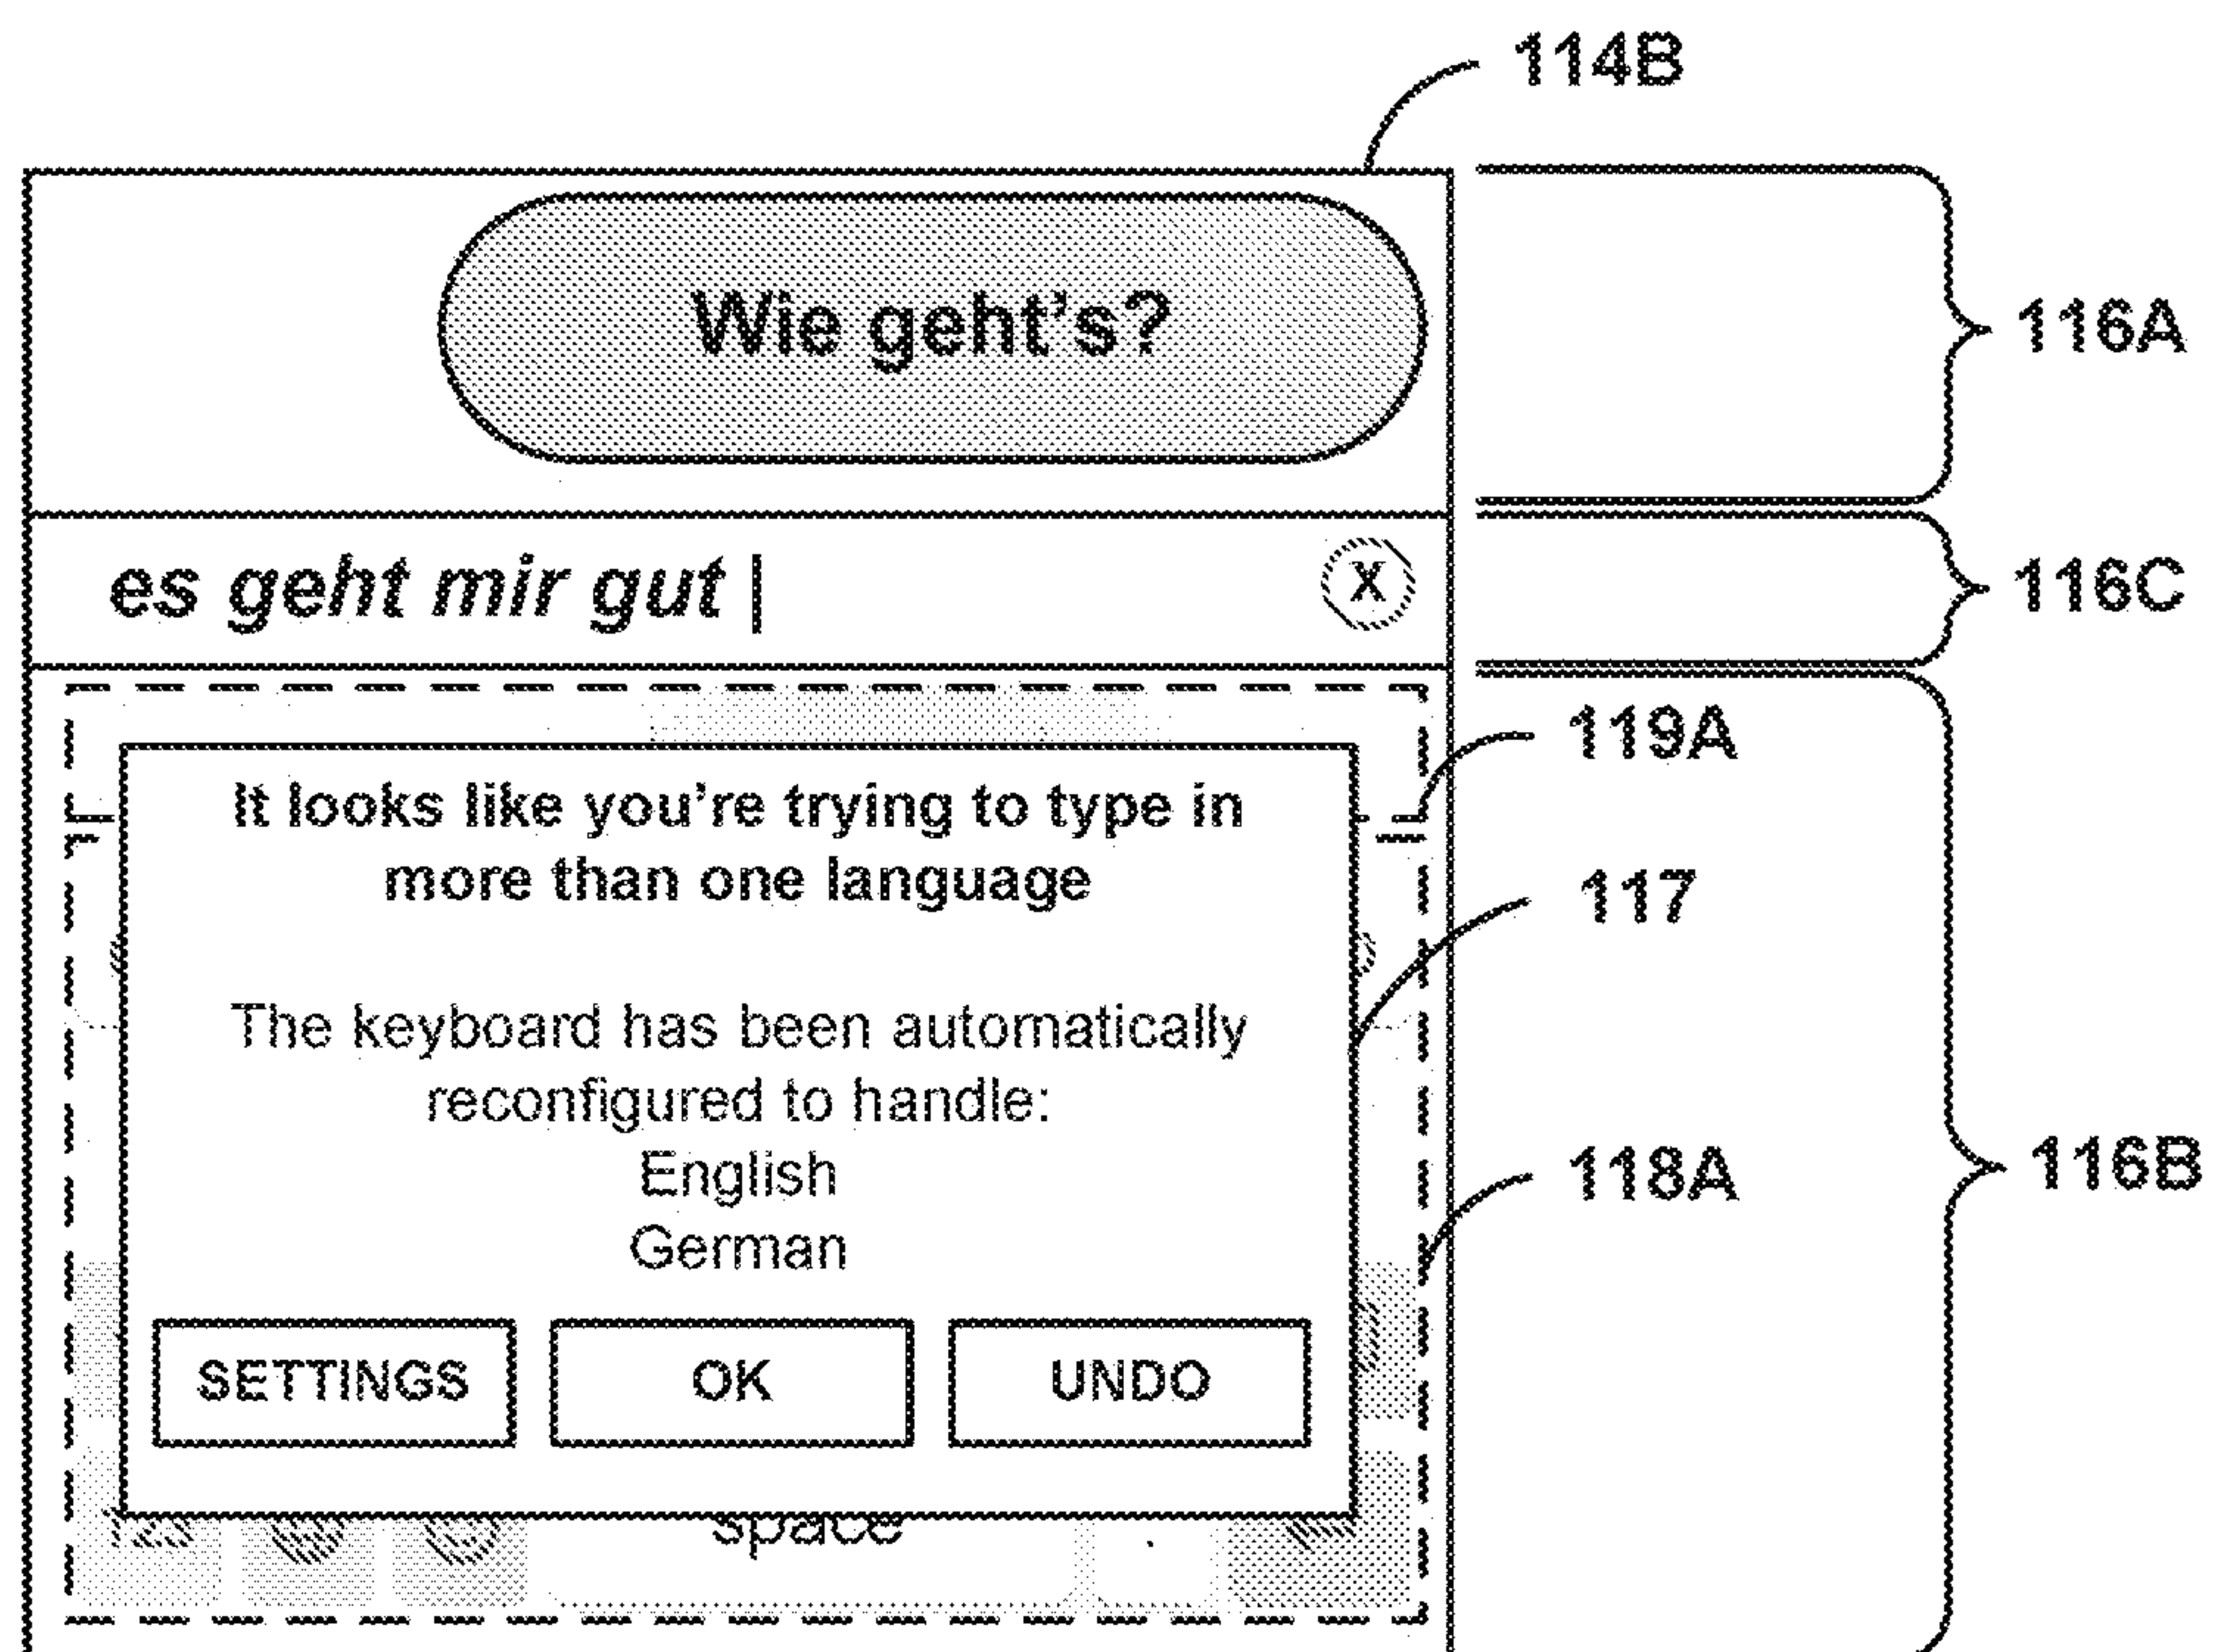 114B
Wie geht's?
116A
es geht mir gut
X
116C
119A
It looks like you're trying to type in
more than one language
117
The keyboard has been automatically
reconfigured to handle:
English
German
118A
116B
SETTINGS OK UNDO
space